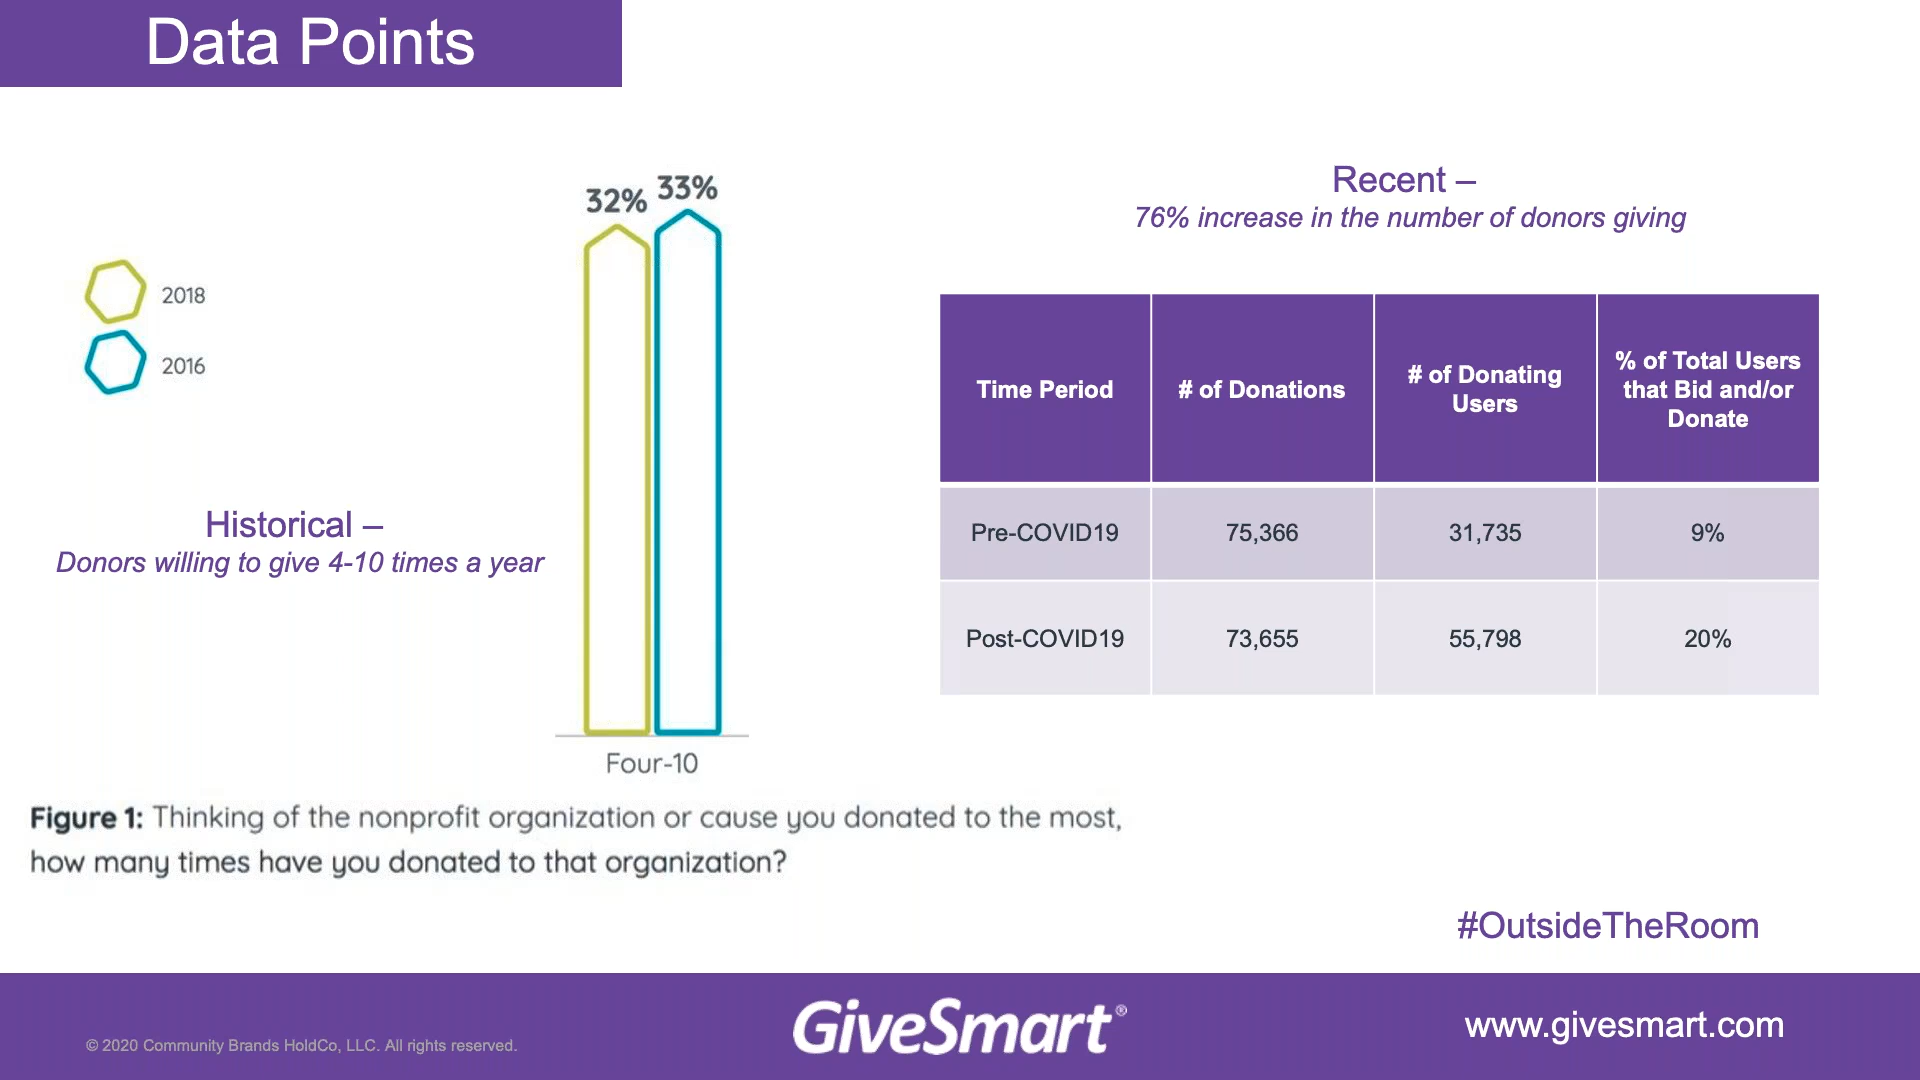 Data Points
32%
33%
2018
2016
Historical –
Donors willing to give 4-10 times a year
Four-10
Figure 1: Thinking of the nonprofit organization or cause you donated to the most,
how many times have you donated to that organization?
Recent –
76% increase in the number of donors giving
Time Period
# of Donations
# of Donating
Users
% of Total Users
that Bid and/or
Donate
Pre-COVID19
75,366
31,735
9%
Post-COVID19
73,655
55,798
20%
#OutsideTheRoom
© 2020 Community Brands HoldCo, LLC. All rights reserved.
GiveSmart®
www.givesmart.com